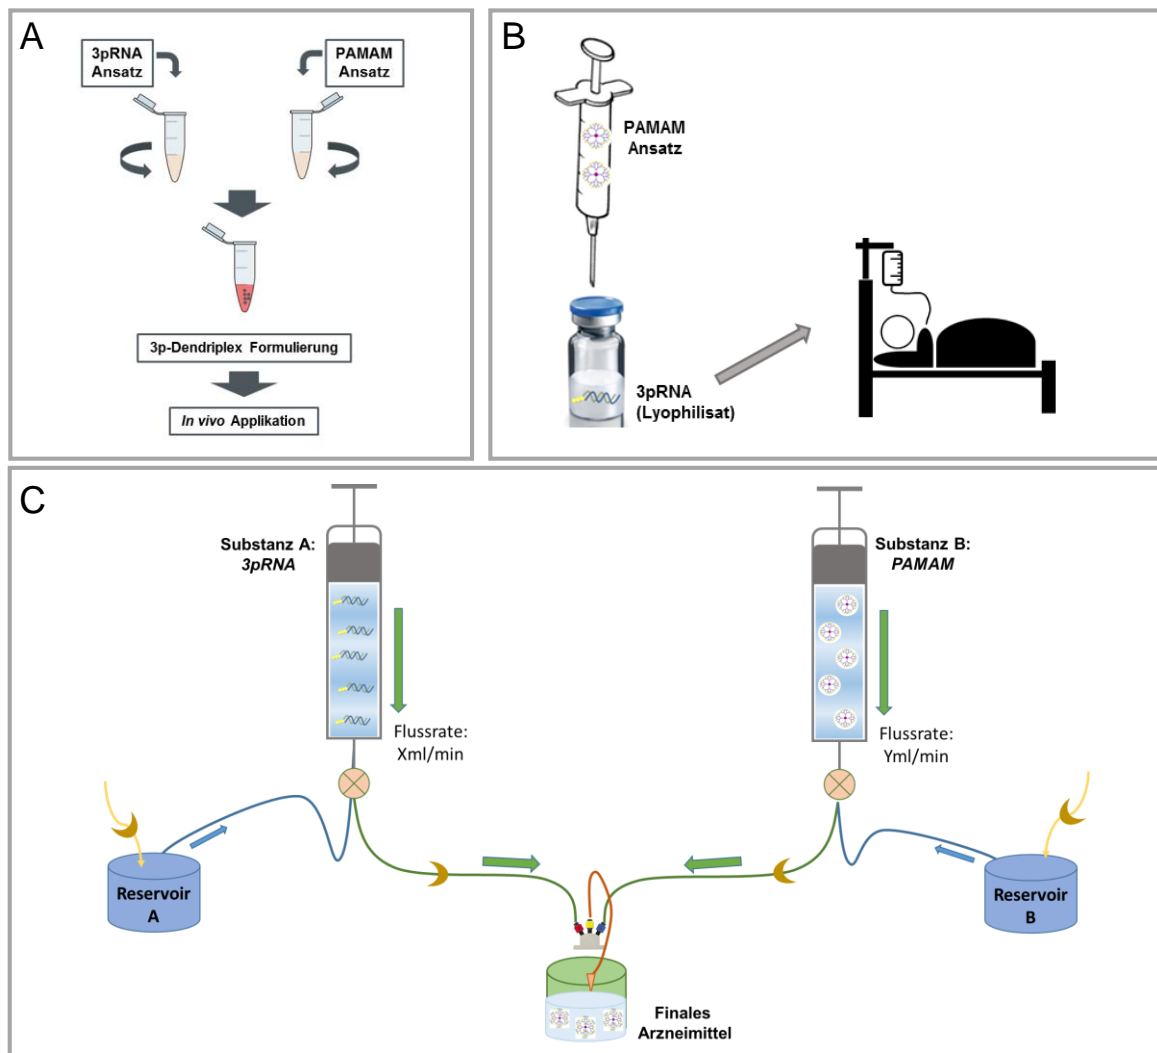 A
3pRNA
Ansatz
PAMAM
Ansatz
3p-Dendriplex Formulierung
In vivo Applikation
B
PAMAM
Ansatz
3pRNA
(Lyophilisat)
C
Substanz A:
3pRNA
Flussrate:
Xml/min
Substanz B:
PAMAM
Flussrate:
Yml/min
Reservoir
A
Reservoir
B
Finales
Arzneimittel